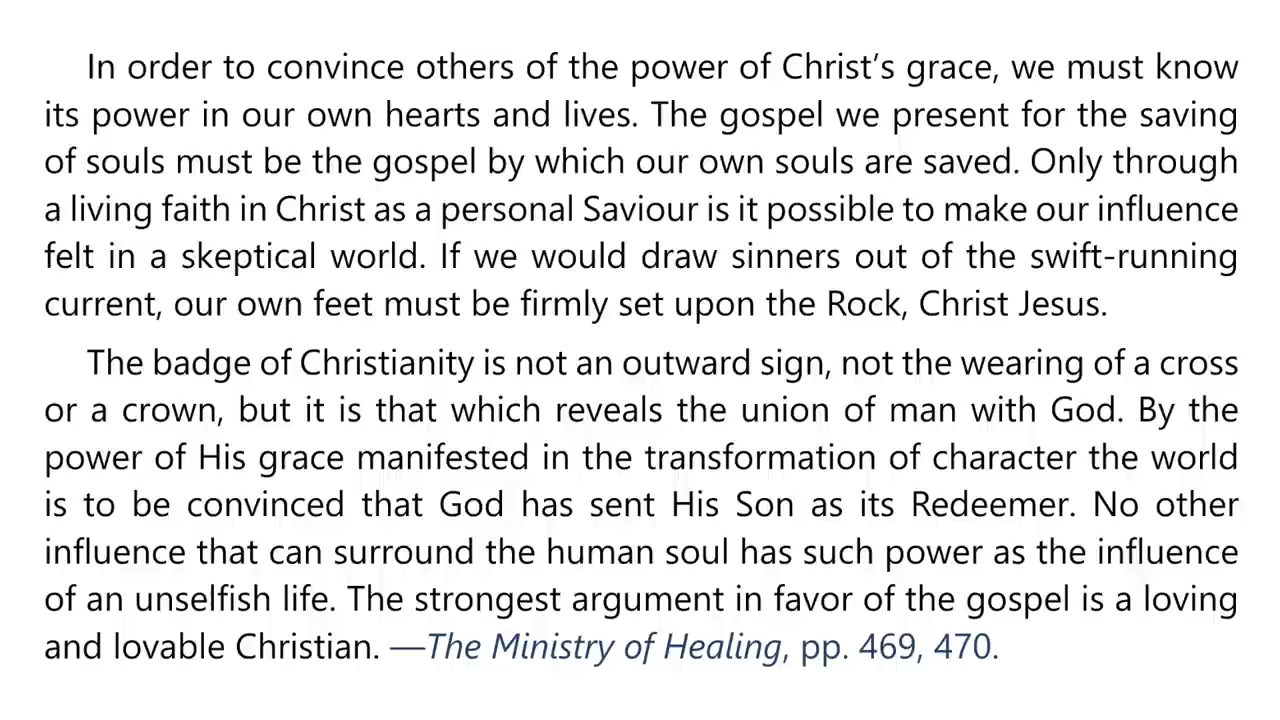 In order to convince others of the power of Christ’s grace, we must know
its power in our own hearts and lives. The gospel we present for the saving
of souls must be the gospel by which our own souls are saved. Only through
a living faith in Christ as a personal Saviour is it possible to make our influence
felt in a skeptical world. If we would draw sinners out of the swift-running
current, our own feet must be firmly set upon the Rock, Christ Jesus.
The badge of Christianity is not an outward sign, not the wearing of a cross
or a crown, but it is that which reveals the union of man with God. By the
power of His grace manifested in the transformation of character the world
is to be convinced that God has sent His Son as its Redeemer. No other
influence that can surround the human soul has such power as the influence
of an unselfish life. The strongest argument in favor of the gospel is a loving
and lovable Christian. —The Ministry of Healing, pp. 469, 470.